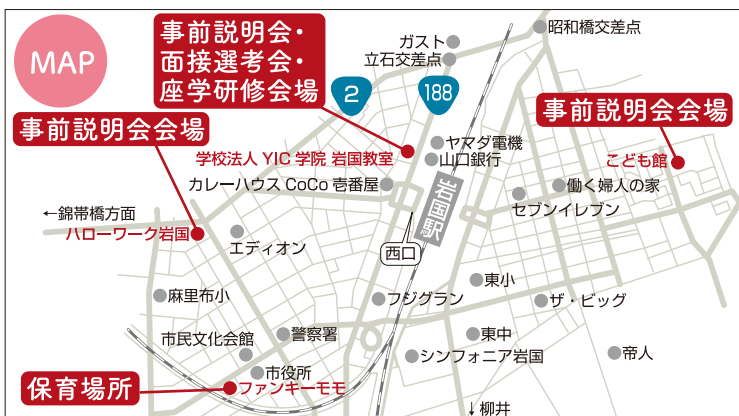 MAP
事前説明会・
面接選考会・
座学研修会場
ガスト
立石交差点
昭和橋交差点
2
188
事前説明会会場
事前説明会会場
学校法人 YIC 学院 岩国教室
ヤマダ電機
山口銀行
こども館
カレーハウス CoCo 壱番屋
岩国駅
働く婦人の家
セブンイレブン
←錦帯橋方面
ハローワーク岩国
エディオン
西口
麻里布小
フジグラン
東小
ザ・ビッグ
市民文化会館
警察署
東中
シンフォニア岩国
帝人
市役所
保育場所
ファンキーモモ
↓柳井